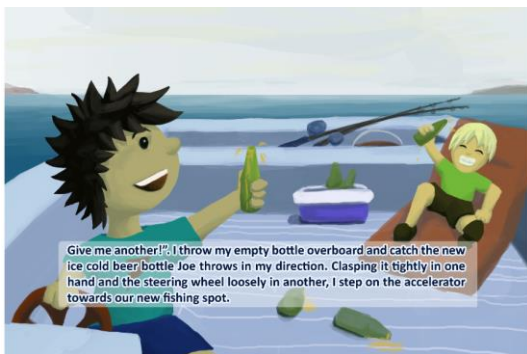 Give me another!”. I throw my empty bottle overboard and catch the new
ice cold beer bottle Joe throws in my direction. Clasping it tightly in one
hand and the steering wheel loosely in another, I step on the accelerator
towards our new fishing spot.